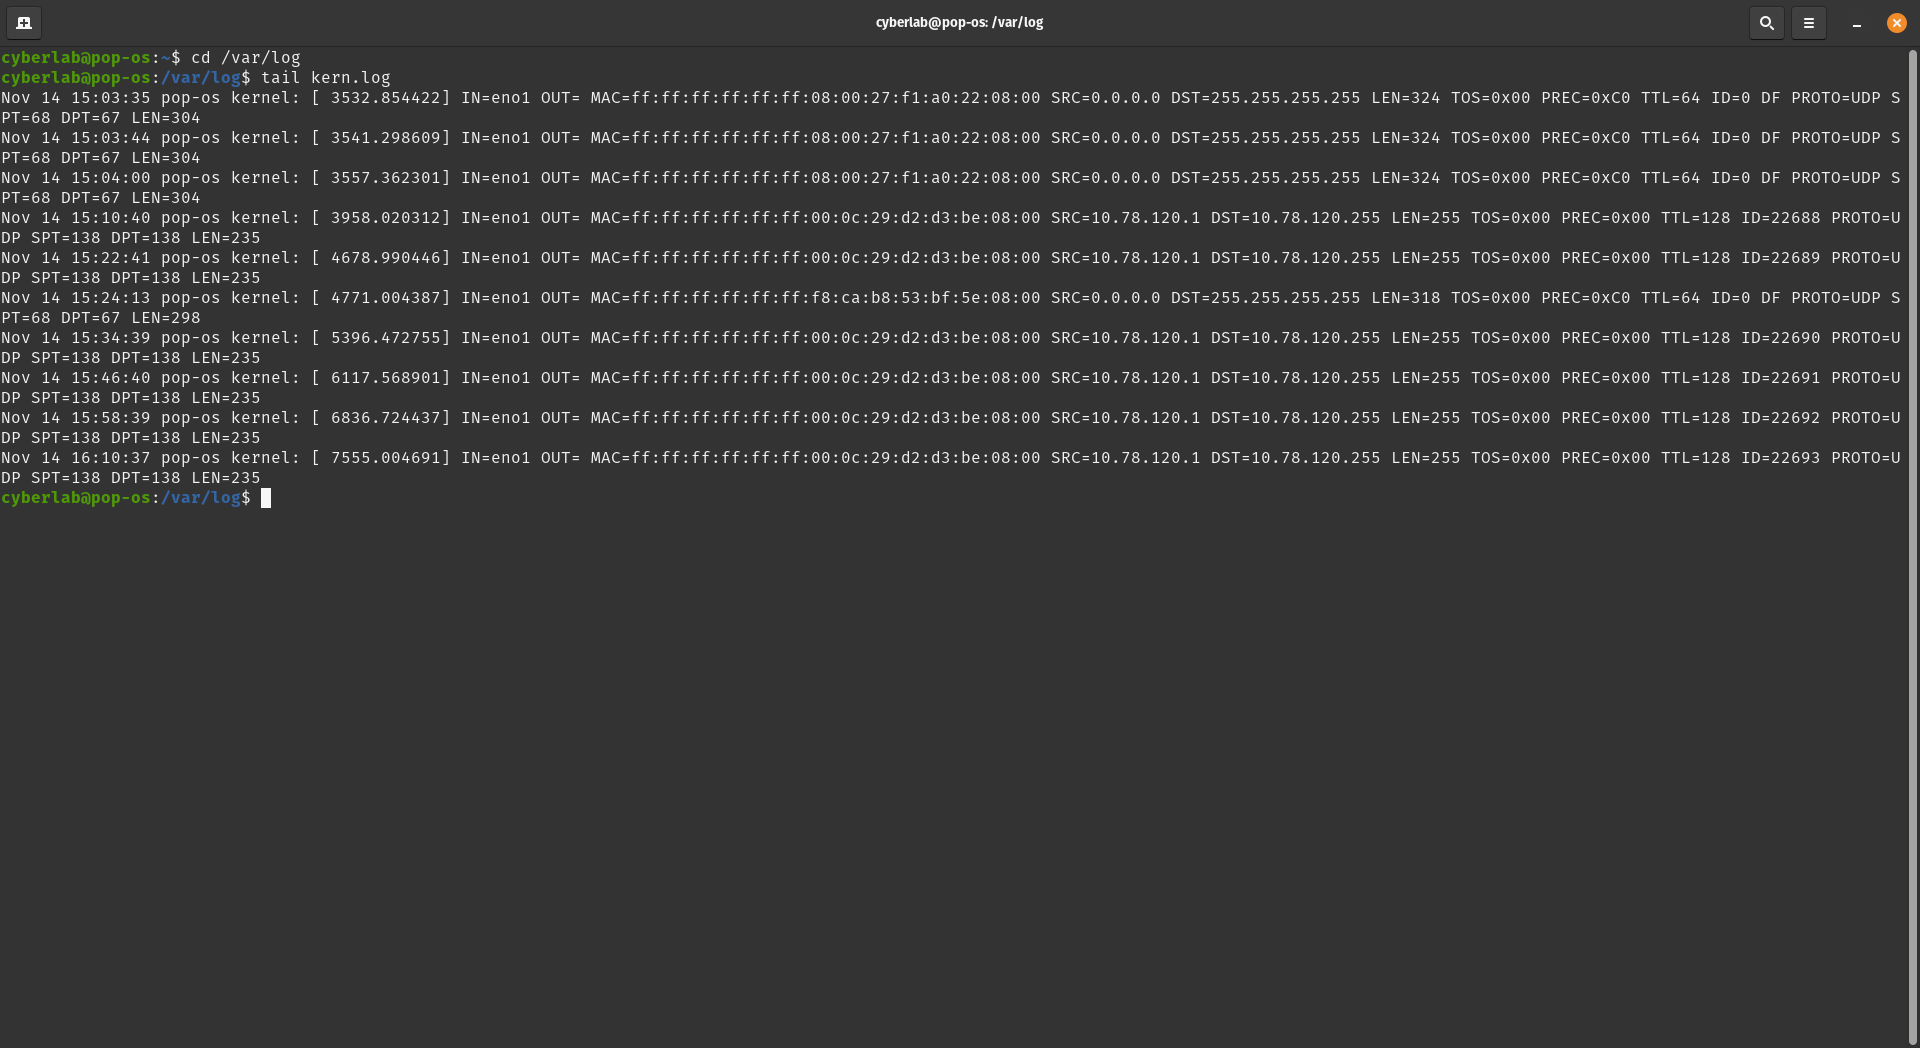 cyberlab@pop-os: /var/log
cyberlab@pop-os:~$ cd /var/log
cyberlab@pop-os:/var/log$ tail kern.log
Nov 14 15:03:35 pop-os kernel: [ 3532.854422] IN=eno1 OUT= MAC=ff:ff:ff:ff:ff:ff:08:00:27:f1:a0:22:08:00 SRC=0.0.0.0 DST=255.255.255.255 LEN=324 TOS=0x00 PREC=0xC0 TTL=64 ID=0 DF PROTO=UDP S
PT=68 DPT=67 LEN=304
Nov 14 15:03:44 pop-os kernel: [ 3541.298609] IN=eno1 OUT= MAC=ff:ff:ff:ff:ff:ff:08:00:27:f1:a0:22:08:00 SRC=0.0.0.0 DST=255.255.255.255 LEN=324 TOS=0x00 PREC=0xC0 TTL=64 ID=0 DF PROTO=UDP S
PT=68 DPT=67 LEN=304
Nov 14 15:04:00 pop-os kernel: [ 3557.362301] IN=eno1 OUT= MAC=ff:ff:ff:ff:ff:ff:08:00:27:f1:a0:22:08:00 SRC=0.0.0.0 DST=255.255.255.255 LEN=324 TOS=0x00 PREC=0xC0 TTL=64 ID=0 DF PROTO=UDP S
PT=68 DPT=67 LEN=304
Nov 14 15:10:40 pop-os kernel: [ 3958.020312] IN=eno1 OUT= MAC=ff:ff:ff:ff:ff:ff:00:0c:29:d2:d3:be:08:00 SRC=10.78.120.1 DST=10.78.120.255 LEN=255 TOS=0x00 PREC=0x00 TTL=128 ID=22688 PROTO=U
DP SPT=138 DPT=138 LEN=235
Nov 14 15:22:41 pop-os kernel: [ 4678.990446] IN=eno1 OUT= MAC=ff:ff:ff:ff:ff:ff:00:0c:29:d2:d3:be:08:00 SRC=10.78.120.1 DST=10.78.120.255 LEN=255 TOS=0x00 PREC=0x00 TTL=128 ID=22689 PROTO=U
DP SPT=138 DPT=138 LEN=235
Nov 14 15:24:13 pop-os kernel: [ 4771.004387] IN=eno1 OUT= MAC=ff:ff:ff:ff:ff:ff:f8:ca:b8:53:bf:5e:08:00 SRC=0.0.0.0 DST=255.255.255.255 LEN=318 TOS=0x00 PREC=0xC0 TTL=64 ID=0 DF PROTO=UDP S
PT=68 DPT=67 LEN=298
Nov 14 15:34:39 pop-os kernel: [ 5396.472755] IN=eno1 OUT= MAC=ff:ff:ff:ff:ff:ff:00:0c:29:d2:d3:be:08:00 SRC=10.78.120.1 DST=10.78.120.255 LEN=255 TOS=0x00 PREC=0x00 TTL=128 ID=22690 PROTO=U
DP SPT=138 DPT=138 LEN=235
Nov 14 15:46:40 pop-os kernel: [ 6117.568901] IN=eno1 OUT= MAC=ff:ff:ff:ff:ff:ff:00:0c:29:d2:d3:be:08:00 SRC=10.78.120.1 DST=10.78.120.255 LEN=255 TOS=0x00 PREC=0x00 TTL=128 ID=22691 PROTO=U
DP SPT=138 DPT=138 LEN=235
Nov 14 15:58:39 pop-os kernel: [ 6836.724437] IN=eno1 OUT= MAC=ff:ff:ff:ff:ff:ff:00:0c:29:d2:d3:be:08:00 SRC=10.78.120.1 DST=10.78.120.255 LEN=255 TOS=0x00 PREC=0x00 TTL=128 ID=22692 PROTO=U
DP SPT=138 DPT=138 LEN=235
Nov 14 16:10:37 pop-os kernel: [ 7555.004691] IN=eno1 OUT= MAC=ff:ff:ff:ff:ff:ff:00:0c:29:d2:d3:be:08:00 SRC=10.78.120.1 DST=10.78.120.255 LEN=255 TOS=0x00 PREC=0x00 TTL=128 ID=22693 PROTO=U
DP SPT=138 DPT=138 LEN=235
cyberlab@pop-os:/var/log$